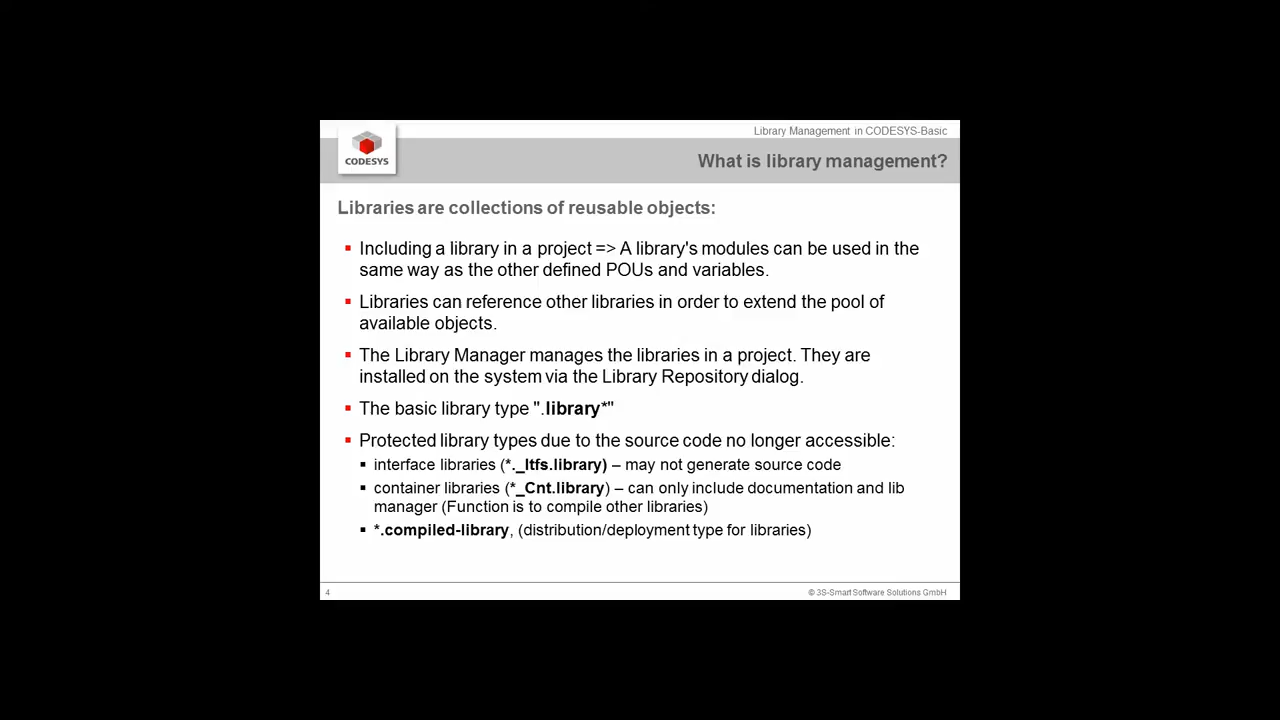 Library Management in CODESYS-Basic
CODESYS
What is library management?
Libraries are collections of reusable objects:
▪ Including a library in a project => A library's modules can be used in the
same way as the other defined POUs and variables.
▪ Libraries can reference other libraries in order to extend the pool of
available objects.
▪ The Library Manager manages the libraries in a project. They are
installed on the system via the Library Repository dialog.
▪ The basic library type ".library*"
▪ Protected library types due to the source code no longer accessible:
▪ interface libraries (*._Itfs.library) – may not generate source code
▪ container libraries (*_Cnt.library) – can only include documentation and lib
manager (Function is to compile other libraries)
▪ *.compiled-library, (distribution/deployment type for libraries)
4
© 3S-Smart Software Solutions GmbH